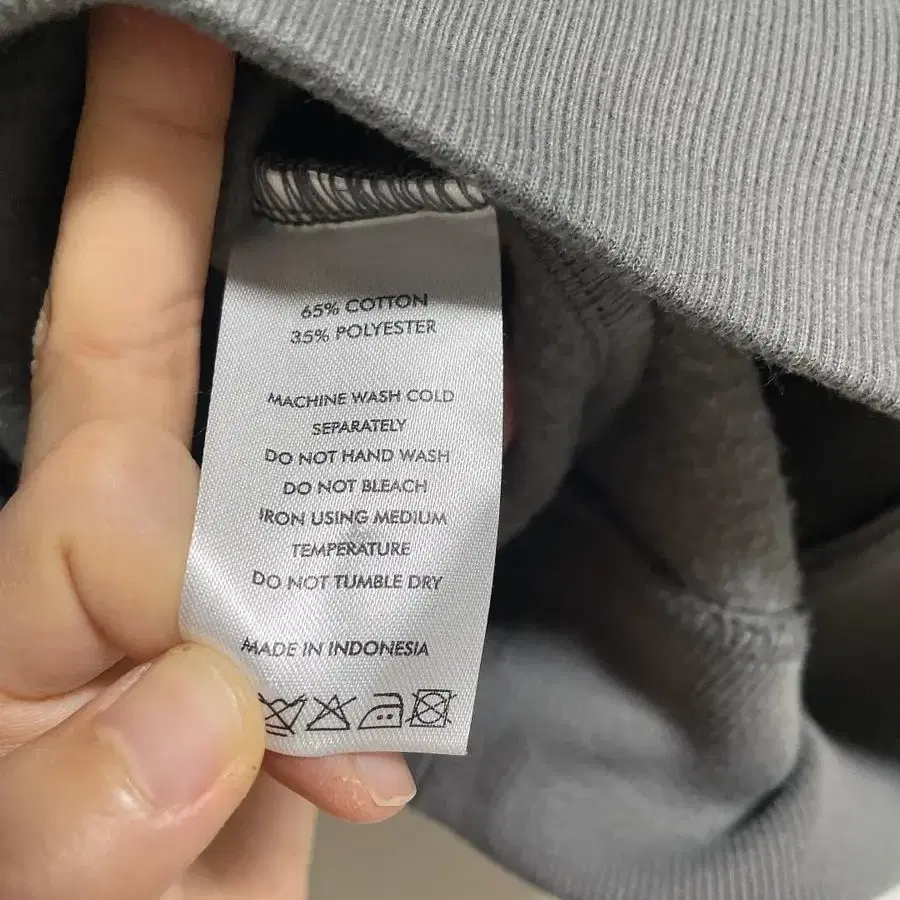 65% COTTON
35% POLYESTER
MACHINE WASH COLD
SEPARATELY
DO NOT HAND WASH
DO NOT BLEACH
IRON USING MEDIUM
TEMPERATURE
DO NOT TUMBLE DRY
MADE IN INDONESIA